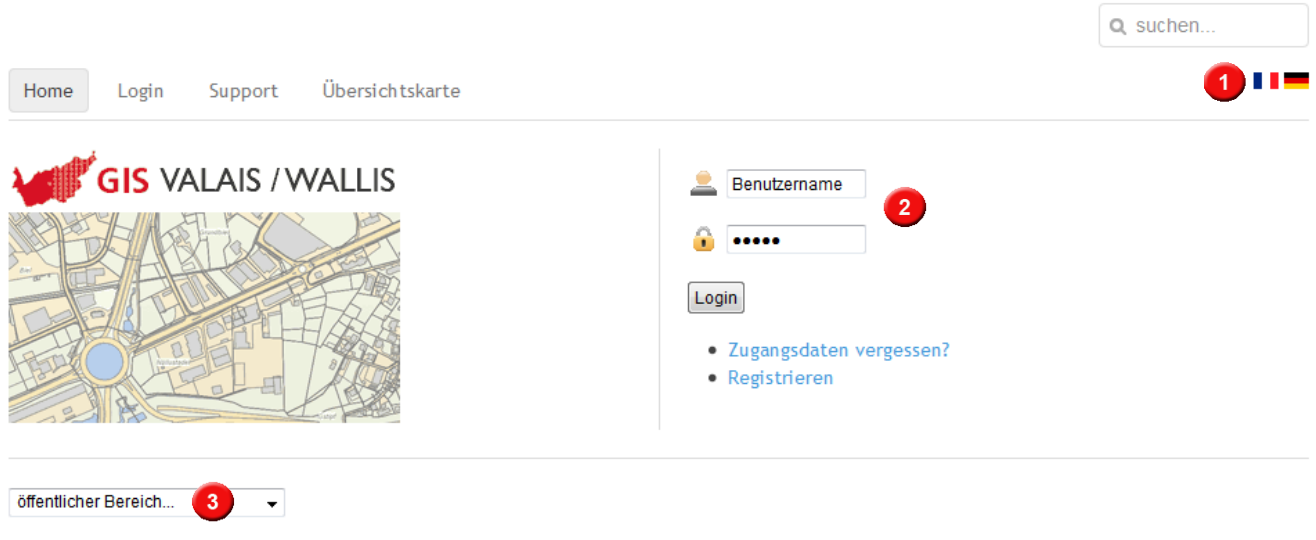 suchen...
Home Login Support Übersichtskarte
1
GIS VALAIS / WALLIS
Benutzername
2
•••••
Login
• Zugangsdaten vergessen?
• Registrieren
öffentlicher Bereich... 3